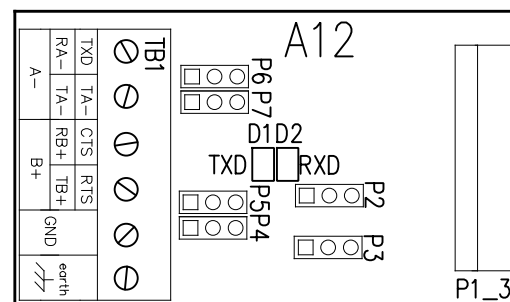 A12
TB1
A-
RA-
TXD
TA-
TA-
B+
RB+
CTS
TB+
RTS
GND
earth
P6
P7
D1 D2
TXD
RXD
P5
P4
P2
P3
P1_3